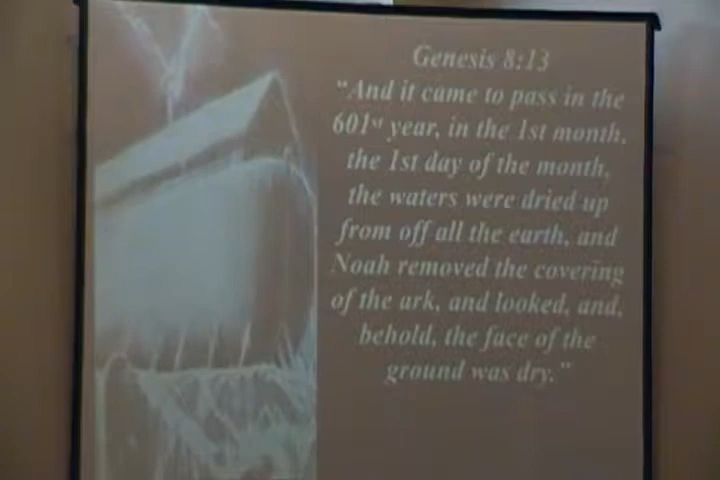 Genesis 8:13
"And it came to pass in the
601st year, in the 1st month,
the 1st day of the month,
the waters were dried up
from off all the earth, and
Noah removed the covering
of the ark, and looked, and,
behold, the face of the
ground was dry."